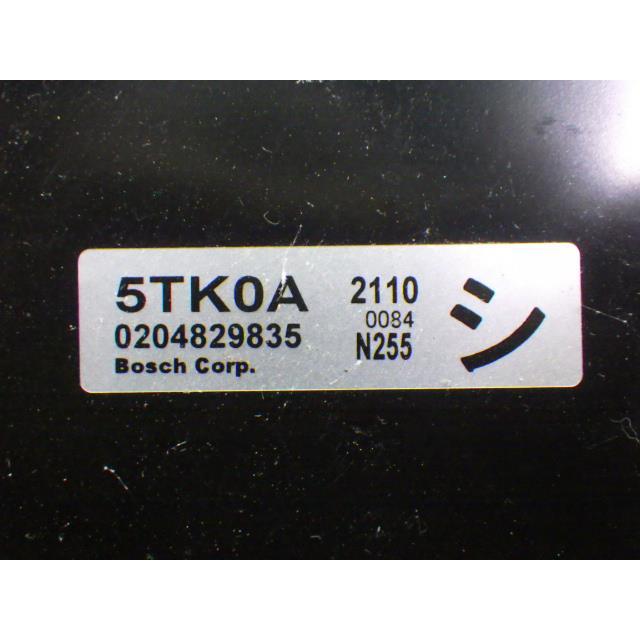 5TK0A
0204829835
Bosch Corp.
2110
0084
N255
シ